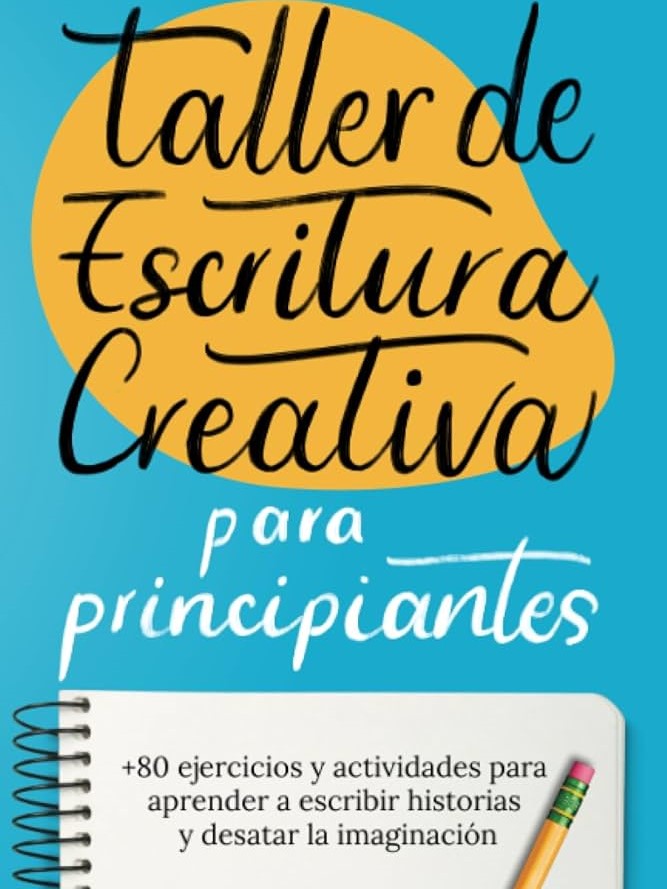 Taller de
Escritura
Creativa
para
principiantes
+80 ejercicios y actividades para
aprender a escribir historias
y desatar la imaginación